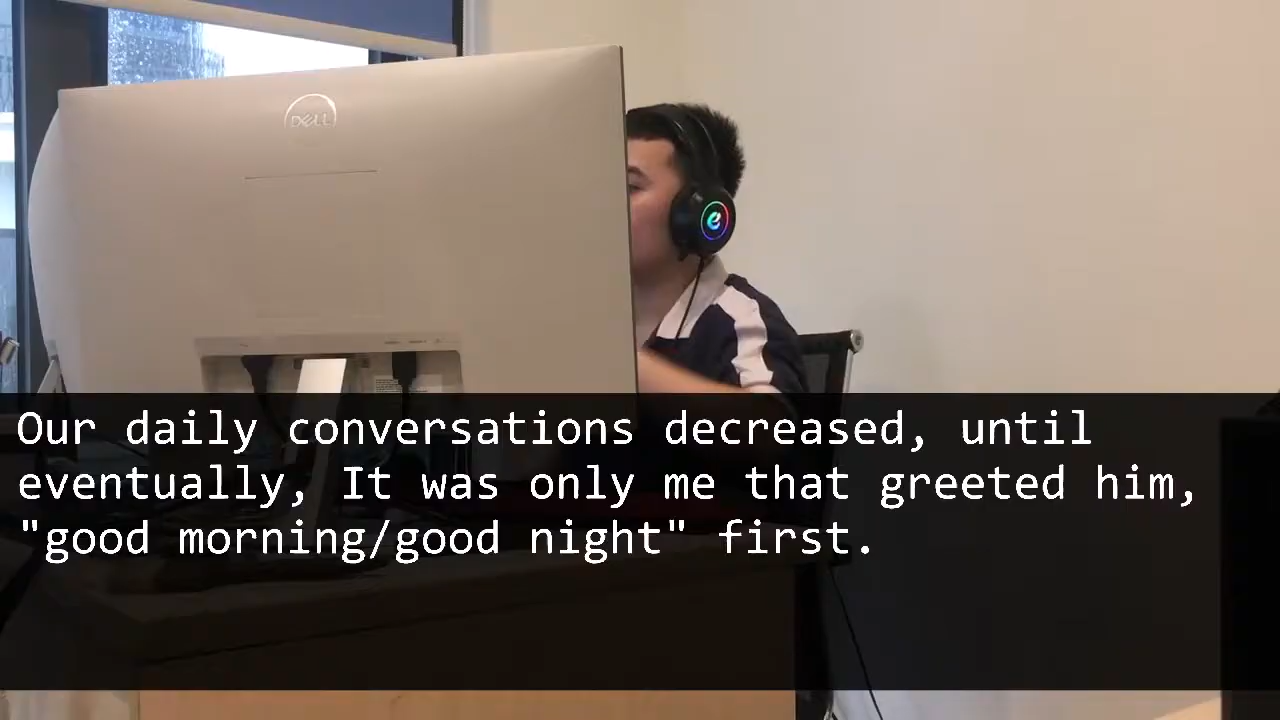 DELL
e
Our daily conversations decreased, until
eventually, It was only me that greeted him,
"good morning/good night" first.